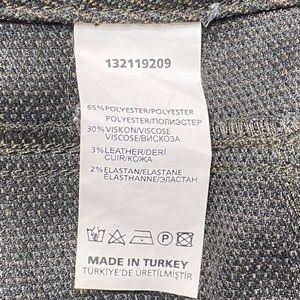 132119209
65%POLYESTER/POLYESTER
POLYESTER/ПОЛИЭСТЕР
30%VISKON/VISCOSE
VISCOSE/ВИСКОЗА
3%LEATHER/DERİ
CUIR/КОЖА
2%ELASTAN/ELASTANE
ÉLASTHANNE/ЭЛАСТАН
P
MADE IN TURKEY
TÜRKİYE'DE ÜRETİLMİŞTİR